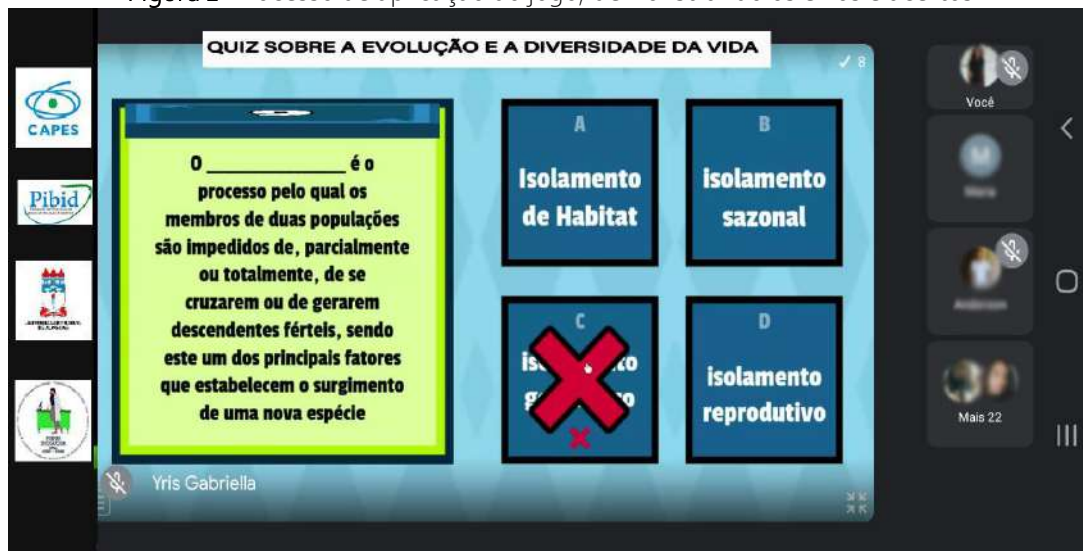 QUIZ SOBRE A EVOLUÇÃO E A DIVERSIDADE DA VIDA
8
CAPES
Pibid
O ______________ é o
processo pelo qual os
membros de duas populações
são impedidos de, parcialmente
ou totalmente, de se
cruzarem ou de gerarem
descendentes férteis, sendo
este um dos principais fatores
que estabelecem o surgimento
de uma nova espécie
A
Isolamento
de Habitat
B
isolamento
sazonal
C
D
isolamento
reprodutivo
Yris Gabriella
Você
M
Mais 22